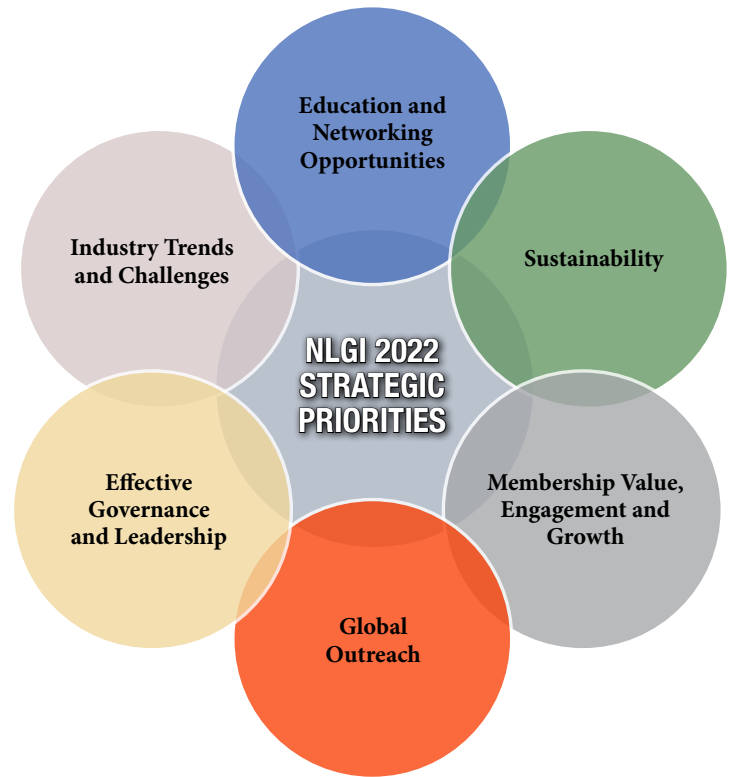 Education and
Networking
Opportunities
Industry Trends
and Challenges
Sustainability
NLGI 2022
STRATEGIC
PRIORITIES
Effective
Governance
and Leadership
Membership Value,
Engagement and
Growth
Global
Outreach